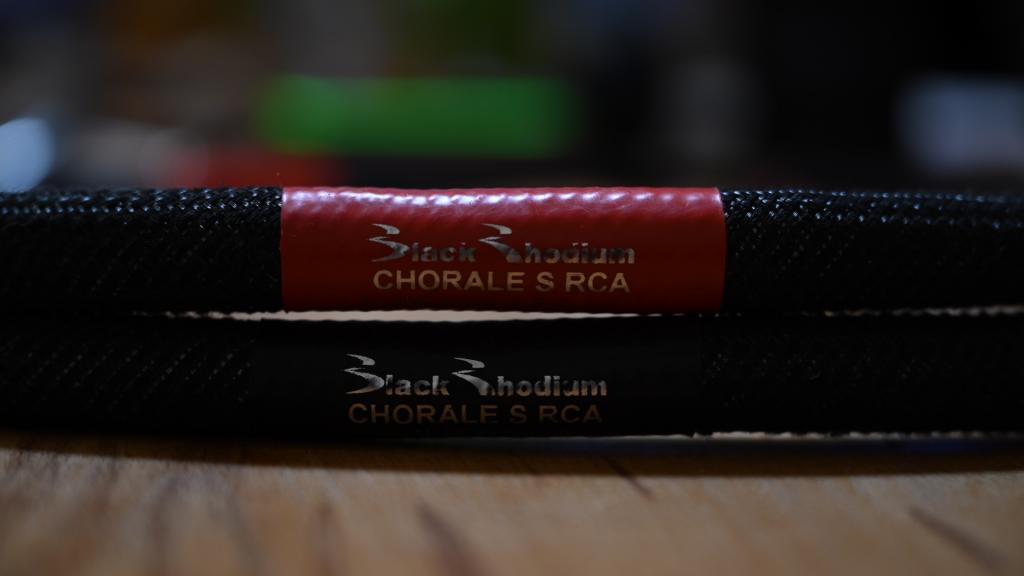 Black Rhodium
CHORALE S RCA
Black Rhodium
CHORALE S RCA